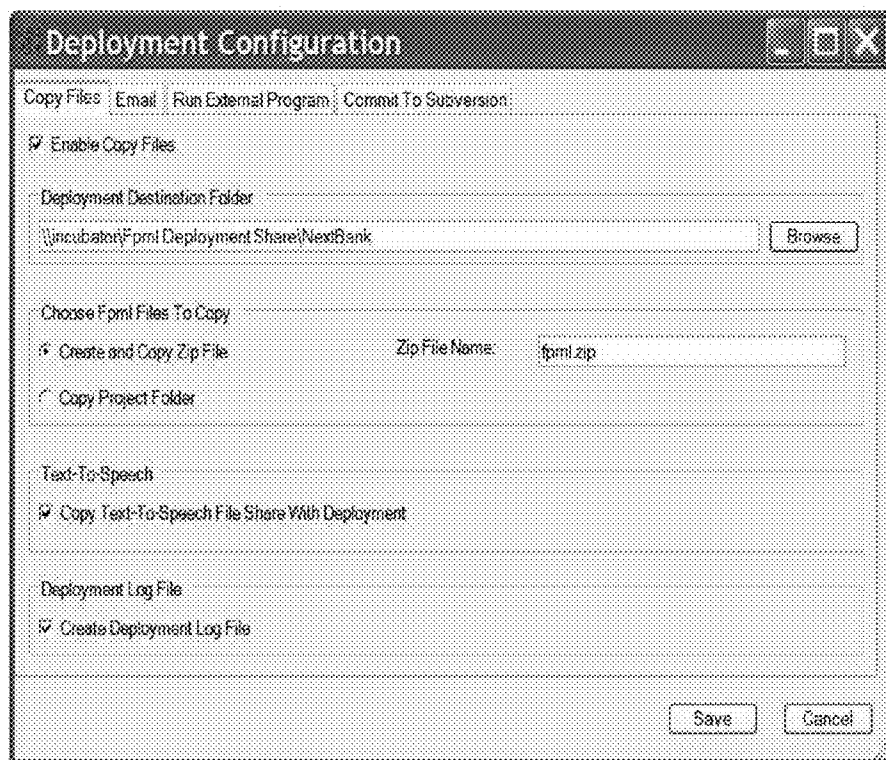 Deployment Configuration
Copy Files Email Run External Program Commit To Subversion
Enable Copy Files
Deployment Destination Folder
\\incubator\Fpml Deployment Share\NextBank Browse
Choose Fpml Files To Copy
Create and Copy Zip File Zip File Name: fpml.zip
Copy Project Folder
Text-To-Speech
Copy Text-To-Speech File Share With Deployment
Deployment Log File
Create Deployment Log File
Save Cancel